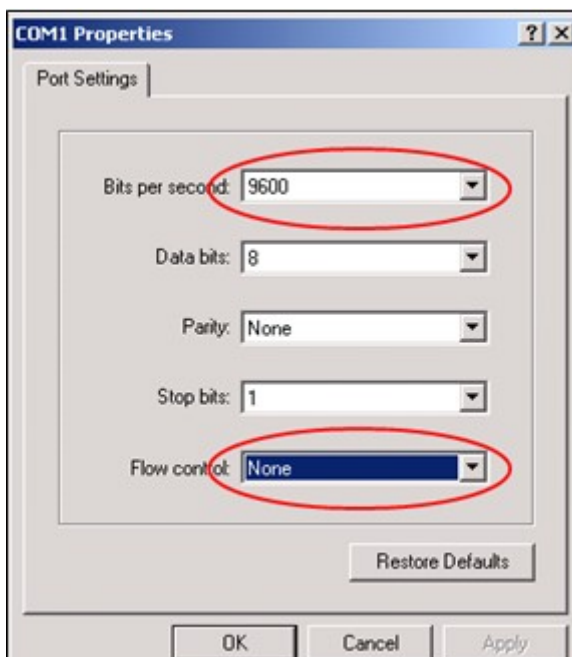 COM1 Properties
Port Settings
Bits per second: 9600
Data bits: 8
Parity: None
Stop bits: 1
Flow control: None
Restore Defaults
OK Cancel Apply